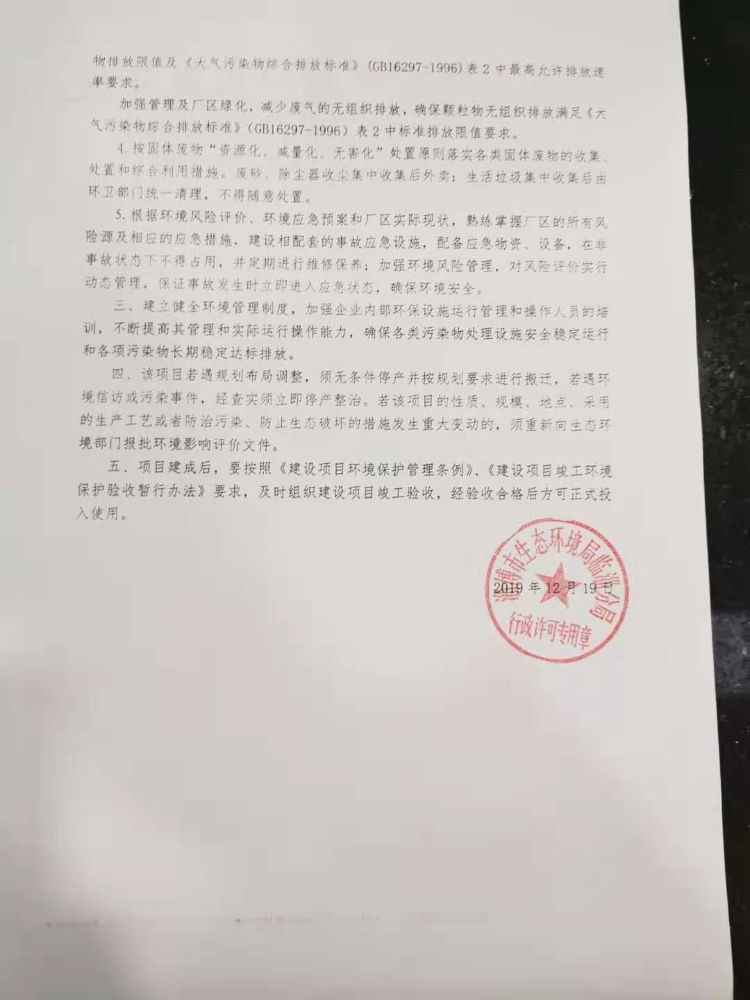 物排放限值及《大气污染物综合排放标准》(GB16297-1996)表2中最高允许排放速
率要求。
加强管理及厂区绿化，减少废气的无组织排放，确保颗粒物无组织排放满足《大
气污染物综合排放标准》（GB16297-1996）表2中标准排放限值要求。
4.按固体废物“资源化、减量化、无害化”处置原则落实各类固体废物的收集、
处置和综合利用措施。废砂、除尘器收尘集中收集后外卖；生活垃圾集中收集后由
环卫部门统一清理，不得随意处置。
5.根据环境风险评价、环境应急预案和厂区实际现状，熟练掌握厂区的所有风
险源及相应的应急措施，建设相配套的事故应急设施，配备应急物资、设备，在非
事故状态下不得占用，并定期进行维修保养；加强环境风险管理，对风险评价实行
动态管理，保证事故发生时立即进入应急状态，确保环境安全。
三、建立健全环境管理制度，加强企业内部环保设施运行管理和操作人员的培
训，不断提高其管理和实际运行操作能力，确保各类污染物处理设施安全稳定运行
和各项污染物长期稳定达标排放。
四、该项目若遇规划布局调整，须无条件停产并按规划要求进行搬迁，若遇环
境信访或污染事件，经查实须立即停产整治。若该项目的性质、规模、地点、采用
的生产工艺或者防治污染、防止生态破坏的措施发生重大变动的，须重新向生态环
境部门报批环境影响评价文件。
五、项目建成后，要按照《建设项目环境保护管理条例》、《建设项目竣工环境
保护验收暂行办法》要求，及时组织建设项目竣工验收，经验收合格后方可正式投
入使用。
淄博市生态环境局临淄分局
2019年12月19日
行政许可专用章